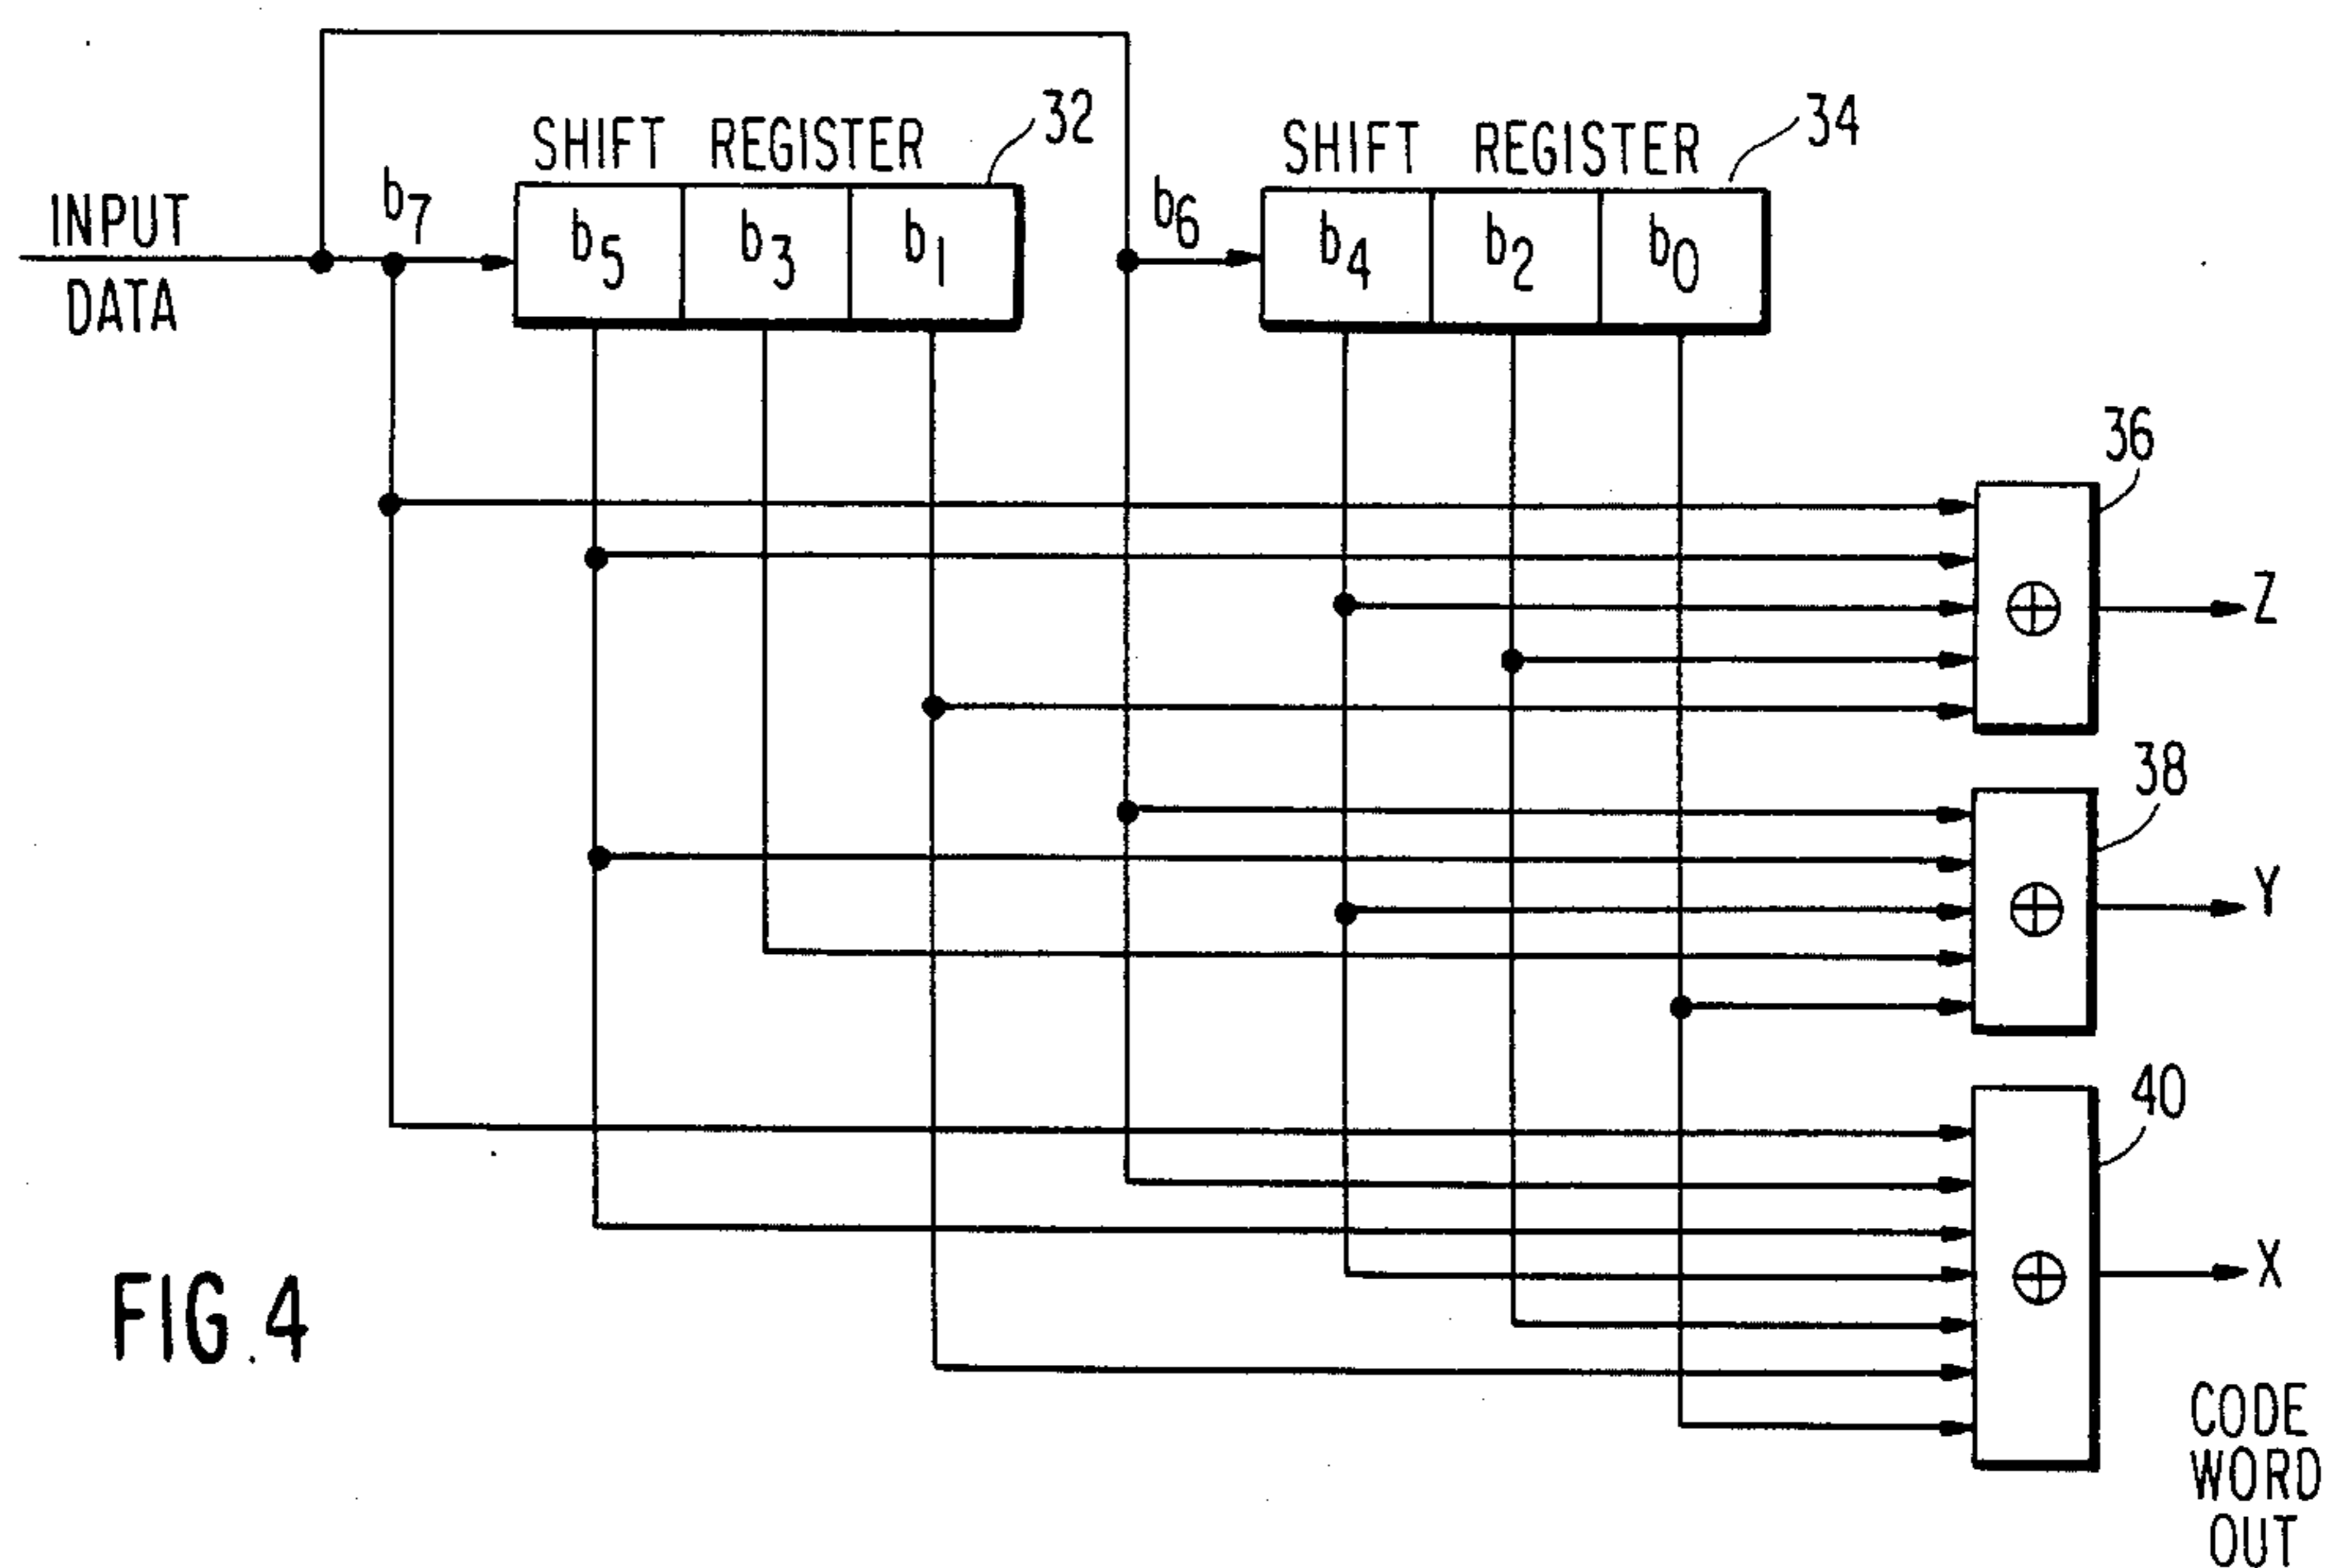 SHIFT REGISTER 32
SHIFT REGISTER 34
INPUT DATA
b7
b5 b3 b1
b6
b4 b2 b0
36
⊕
Z
38
⊕
Y
40
⊕
X
CODE
WORD
OUT
FIG. 4